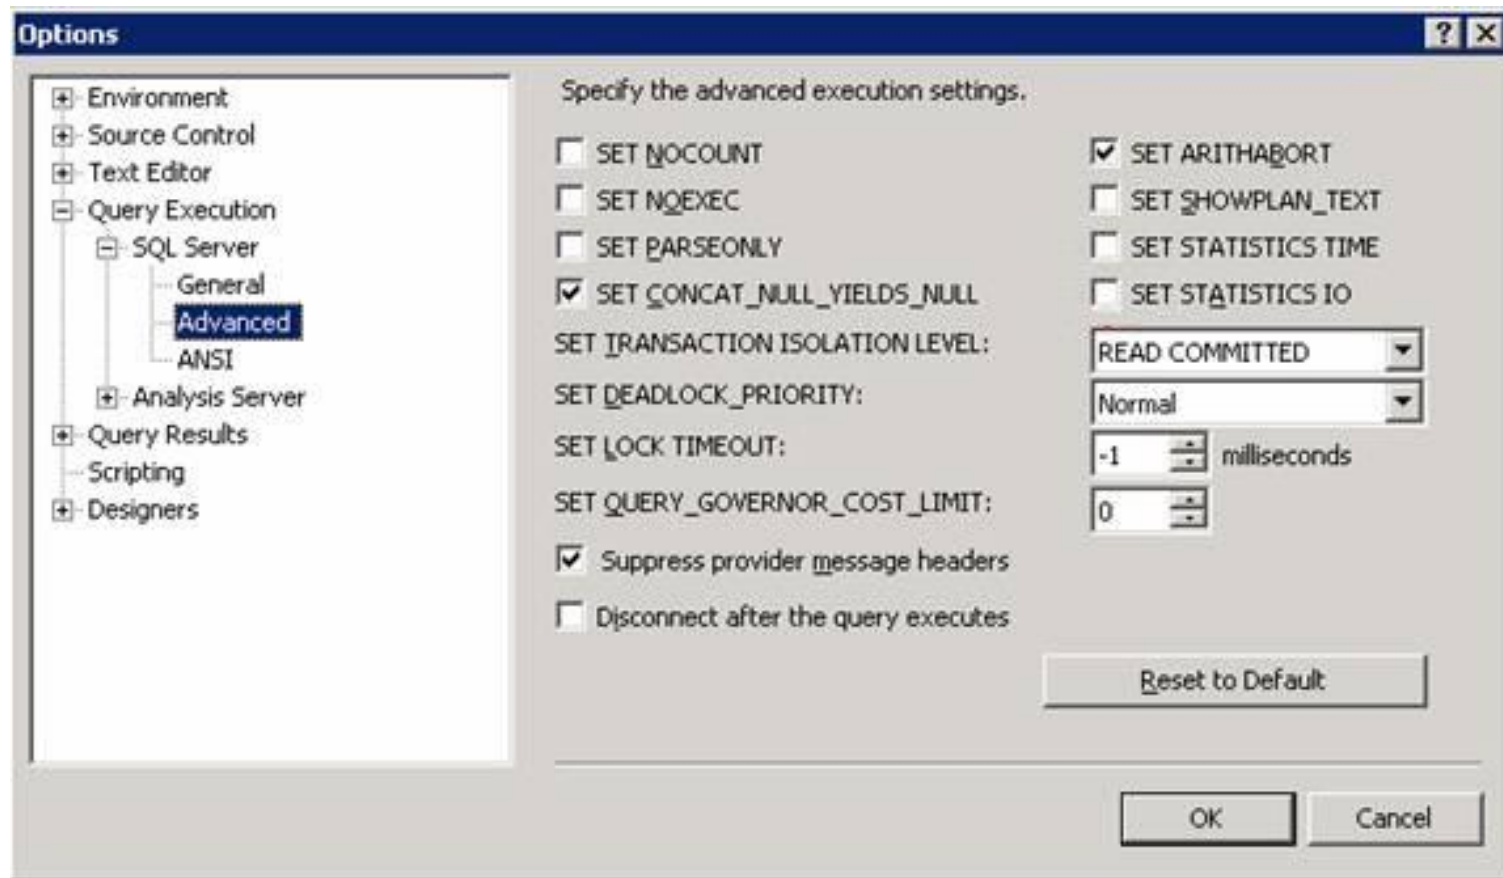 Options
Environment
Source Control
Text Editor
Query Execution
SQL Server
General
Advanced
ANSI
Analysis Server
Query Results
Scripting
Designers
Specify the advanced execution settings.
SET NOCOUNT
SET ARITHABORT
SET NOEXEC
SET SHOWPLAN_TEXT
SET PARSEONLY
SET STATISTICS TIME
SET CONCAT_NULL_YIELDS_NULL
SET STATISTICS IO
SET TRANSACTION ISOLATION LEVEL:
READ COMMITTED
SET DEADLOCK_PRIORITY:
Normal
SET LOCK TIMEOUT:
-1 milliseconds
SET QUERY_GOVERNOR_COST_LIMIT:
0
Suppress provider message headers
Disconnect after the query executes
Reset to Default
OK
Cancel